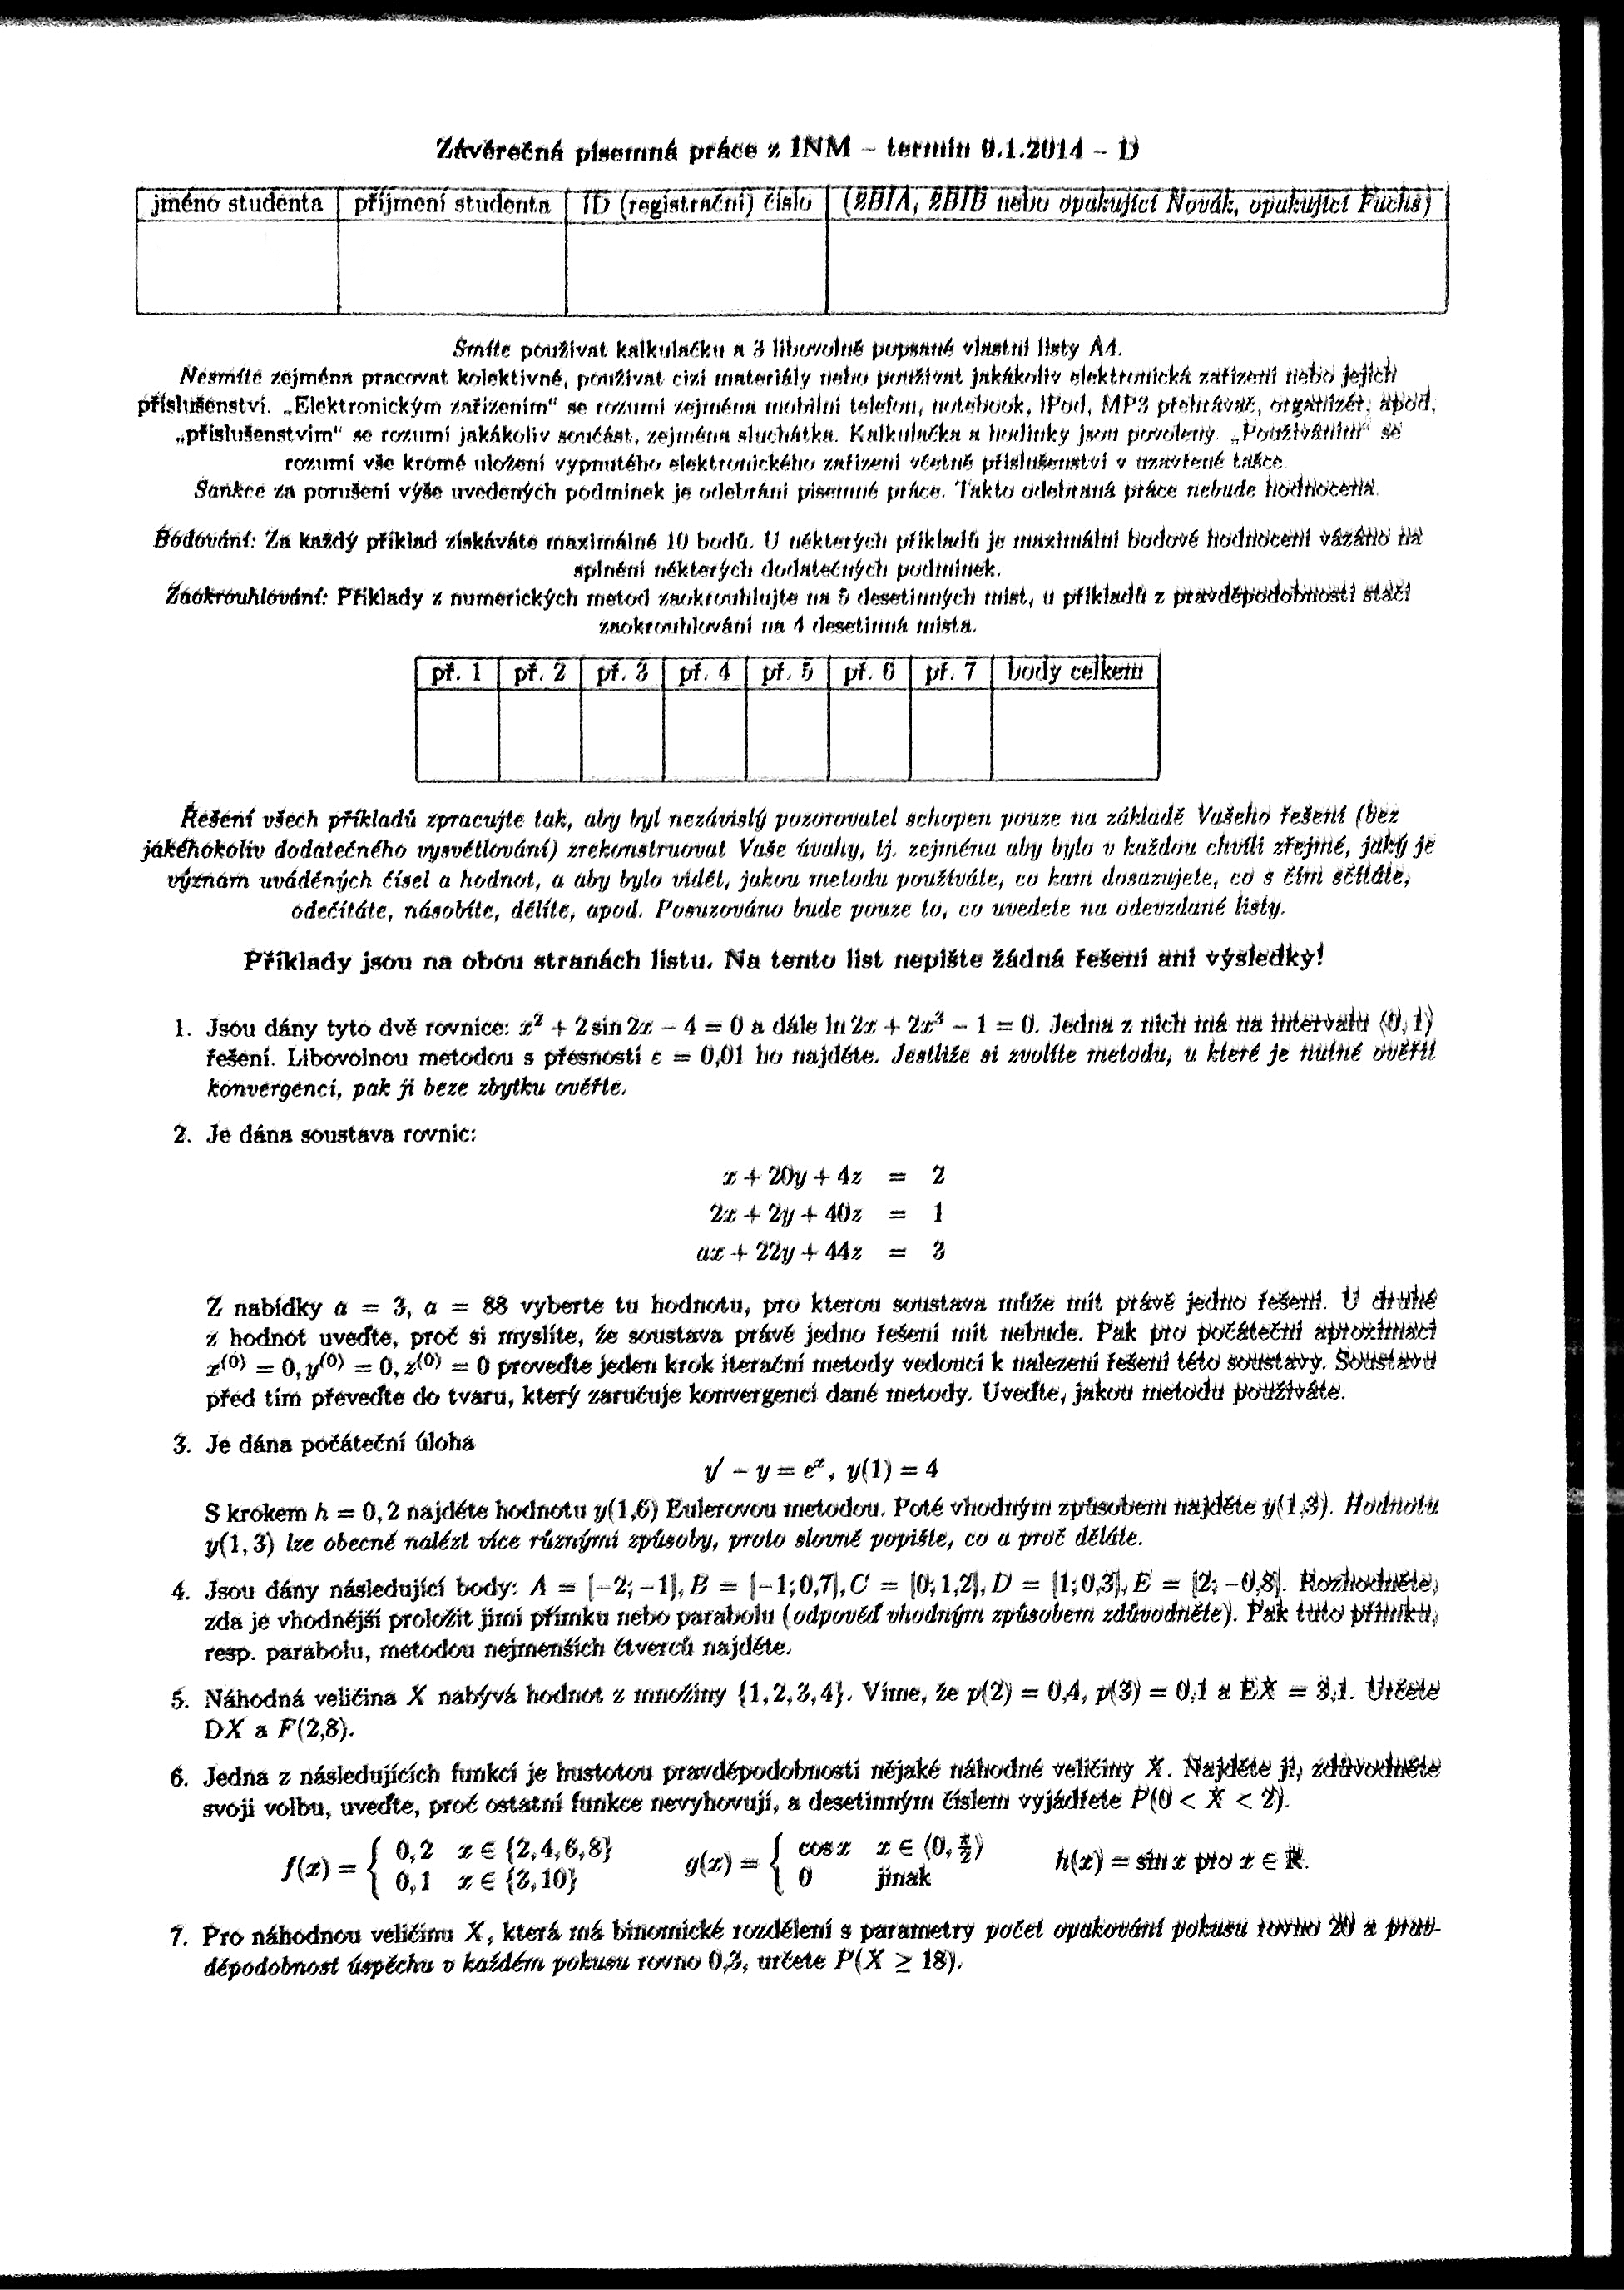 Závěrečná písemná práce z INM – termín 9.1.2014 – D
jméno studenta příjmení studenta ID (registrační) číslo (2BIA, 2BIB nebo opakující Novák, opakující Fuchs)
Smíte používat kalkulačku a 3 libovolně popsané vlastní listy A4.
Nesmíte zejména pracovat kolektivně, používat cizí materiály nebo používat jakákoliv elektronická zařízení nebo jejich
příslušenství. „Elektronickým zařízením“ se rozumí zejména mobilní telefon, notebook, iPod, MP3 přehrávač, organizér, apod,
„příslušenstvím“ se rozumí jakákoliv součást, zejména sluchátka. Kalkulačka a hodinky jsou povoleny. „Používáním“ se
rozumí vše kromě uložení vypnutého elektronického zařízení včetně příslušenství v uzavřené tašce.
Sankce za porušení výše uvedených podmínek je odebrání písemné práce. Takto odebraná práce nebude hodnocena.
Bodování: Za každý příklad získáváte maximálně 10 bodů. U některých příkladů je maximální bodové hodnocení vázáno na
splnění některých dodatečných podmínek.
Zaokrouhlování: Příklady z numerických metod zaokrouhlujte na 5 desetinných míst, u příkladů z pravděpodobnosti stačí
zaokrouhlování na 4 desetinná místa.
př. 1 př. 2 př. 3 př. 4 př. 5 př. 6 př. 7 body celkem
Řešení všech příkladů zpracujte tak, aby byl nezávislý pozorovatel schopen pouze na základě Vašeho řešení (bez
jakéhokoliv dodatečného vysvětlování) zrekonstruovat Vaše úvahy, tj. zejména aby bylo v každou chvíli zřejmé, jaký je
význam uváděných čísel a hodnot, a aby bylo vidět, jakou metodu používáte, co kam dosazujete, co s čím sčítáte,
odečítáte, násobíte, dělíte, apod. Posuzováno bude pouze to, co uvedete na odevzdané listy.
Příklady jsou na obou stranách listu. Na tento list nepište žádná řešení ani výsledky!
1. Jsou dány tyto dvě rovnice: x² + 2 sin 2x − 4 = 0 a dále ln 2x + 2x³ − 1 = 0. Jedna z nich má na intervalu ⟨0, 1⟩
řešení. Libovolnou metodou s přesností ε = 0,01 ho najděte. Jestliže si zvolíte metodu, u které je nutné ověřit
konvergenci, pak ji beze zbytku ověřte.
2. Je dána soustava rovnic:
x + 20y + 4z = 2
2x + 2y + 40z = 1
ax + 22y + 44z = 3
Z nabídky a = 3, a = 88 vyberte tu hodnotu, pro kterou soustava může mít právě jedno řešení. U druhé
z hodnot uveďte, proč si myslíte, že soustava právě jedno řešení mít nebude. Pak pro počáteční aproximaci
x⁽⁰⁾ = 0, y⁽⁰⁾ = 0, z⁽⁰⁾ = 0 proveďte jeden krok iterační metody vedoucí k nalezení řešení této soustavy. Soustavu
před tím převeďte do tvaru, který zaručuje konvergenci dané metody. Uveďte, jakou metodu používáte.
3. Je dána počáteční úloha
y′ − y = eˣ, y(1) = 4
S krokem h = 0,2 najděte hodnotu y(1,6) Eulerovou metodou. Poté vhodným způsobem najděte y(1,3). Hodnotu
y(1,3) lze obecně nalézt více různými způsoby, proto slovně popište, co a proč děláte.
4. Jsou dány následující body: A = [−2; −1], B = [−1; 0,7], C = [0; 1,2], D = [1; 0,3], E = [2; −0,8]. Rozhodněte,
zda je vhodnější proložit jimi přímku nebo parabolu (odpověď vhodným způsobem zdůvodněte). Pak tuto přímku,
resp. parabolu, metodou nejmenších čtverců najděte.
5. Náhodná veličina X nabývá hodnot z množiny {1, 2, 3, 4}. Víme, že p(2) = 0,4, p(3) = 0,1 a EX = 3,1. Určete
DX a F(2,8).
6. Jedna z následujících funkcí je hustotou pravděpodobnosti nějaké náhodné veličiny X. Najděte ji, zdůvodněte
svoji volbu, uveďte, proč ostatní funkce nevyhovují, a desetinným číslem vyjádřete P(0 < X < 2).
f(x) = { 0,2 x ∈ {2, 4, 6, 8} g(x) = { cos x x ∈ ⟨0, π/2⟩ h(x) = sin x pro x ∈ ℝ.
0,1 x ∈ {3, 10} 0 jinak
7. Pro náhodnou veličinu X, která má binomické rozdělení s parametry počet opakování pokusu rovno 20 a prav-
děpodobnost úspěchu v každém pokusu rovno 0,3, určete P(X ≥ 18).